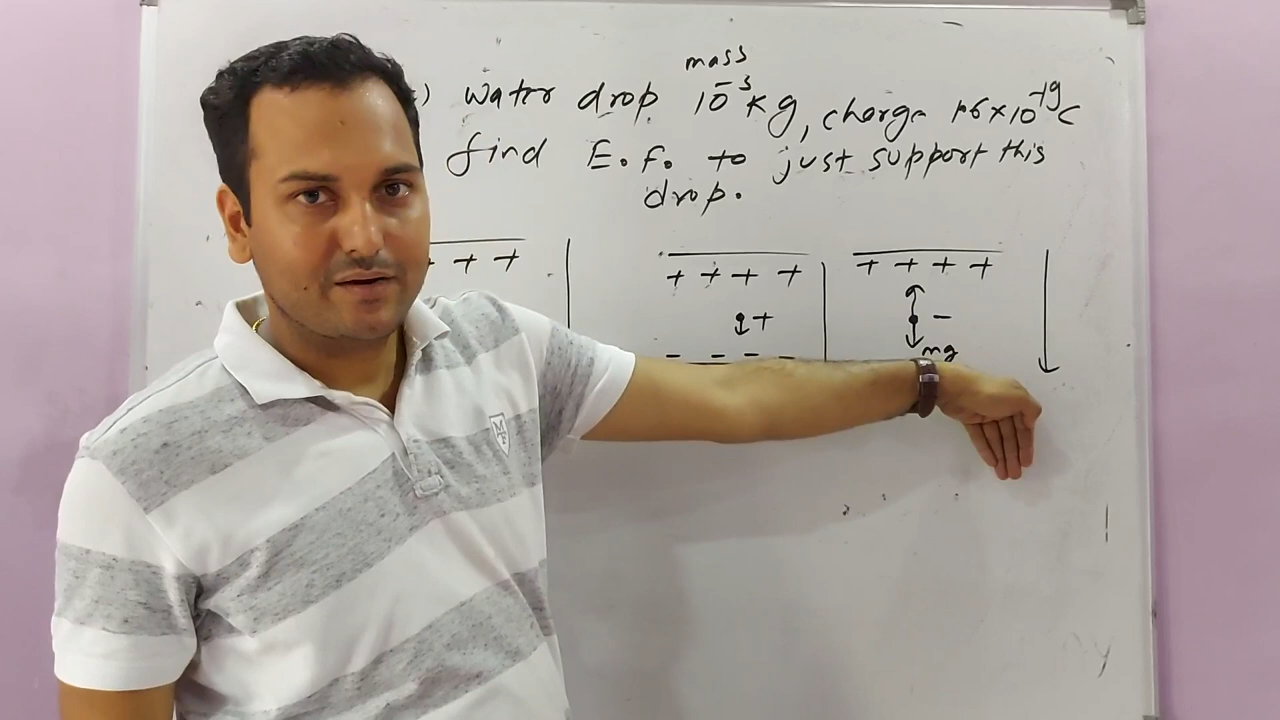 mass
) water drop 10⁻³ kg, charge 1.6×10⁻¹⁹ c
find E.F. to just support this
drop.
+ +
+ + + +
+ + + +
+
−
− − − −
mg